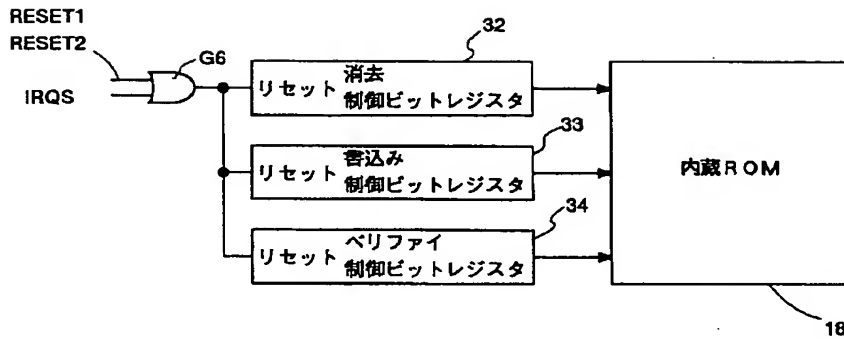 RESET1
RESET2
IRQS
G6
32
リセット 消去
制御ビットレジスタ
33
リセット 書込み
制御ビットレジスタ
34
リセット ベリファイ
制御ビットレジスタ
内蔵ROM
18